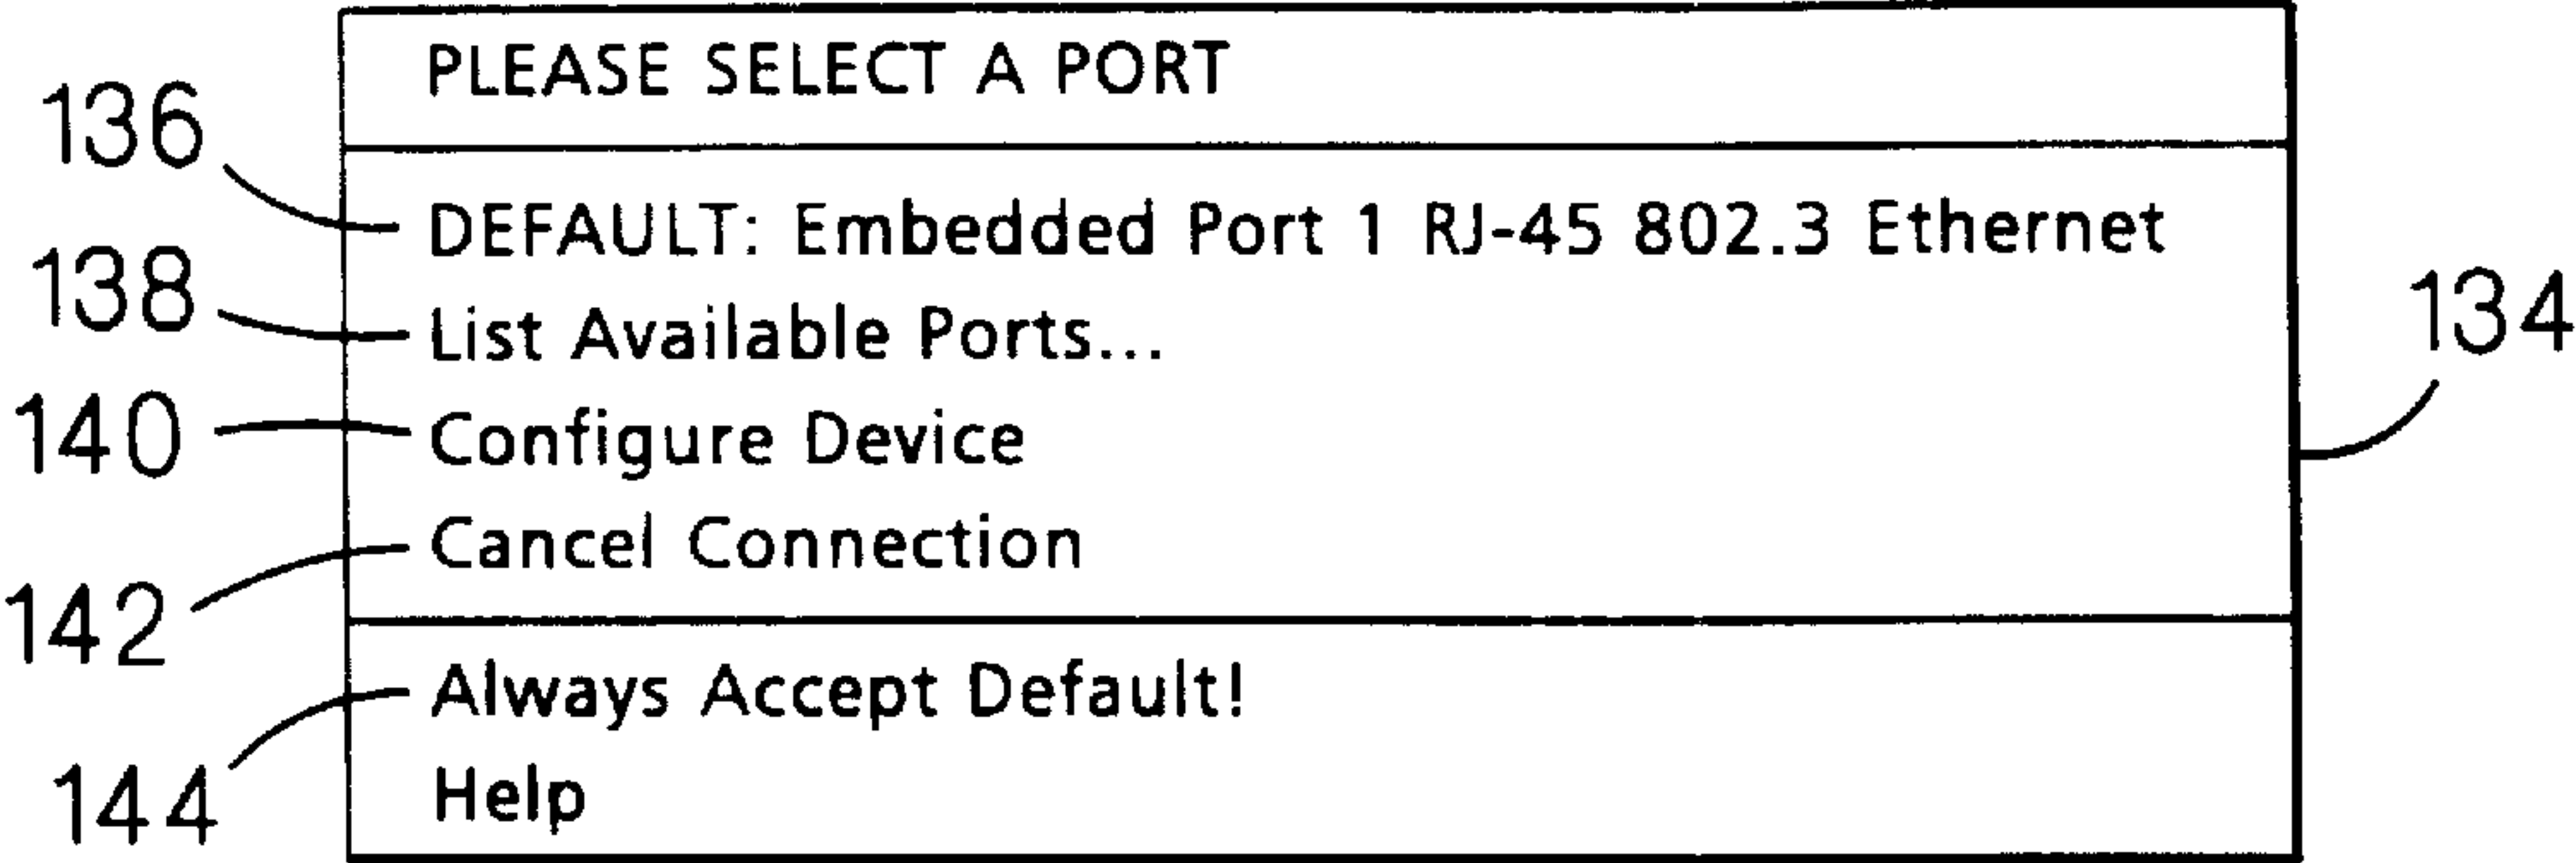 PLEASE SELECT A PORT
136
DEFAULT: Embedded Port 1 RJ-45 802.3 Ethernet
138
List Available Ports...
134
140
Configure Device
142
Cancel Connection
144
Always Accept Default!
Help